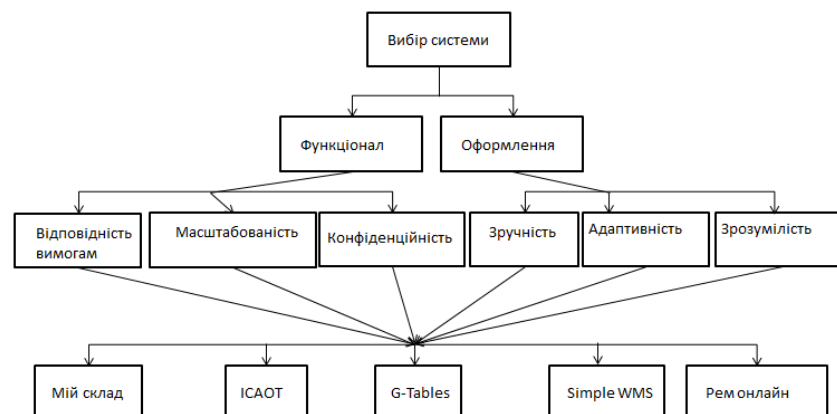 Вибір системи
Функціонал
Оформлення
Відповідність
вимогам
Масштабованість
Конфіденційність
Зручність
Адаптивність
Зрозумілість
Мій склад
ІСАОТ
G-Tables
Simple WMS
Рем онлайн